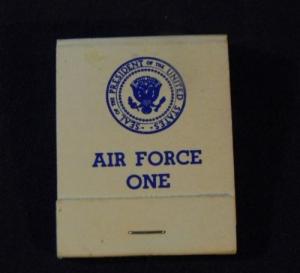 SEAL OF THE PRESIDENT OF THE UNITED STATES
AIR FORCE
ONE